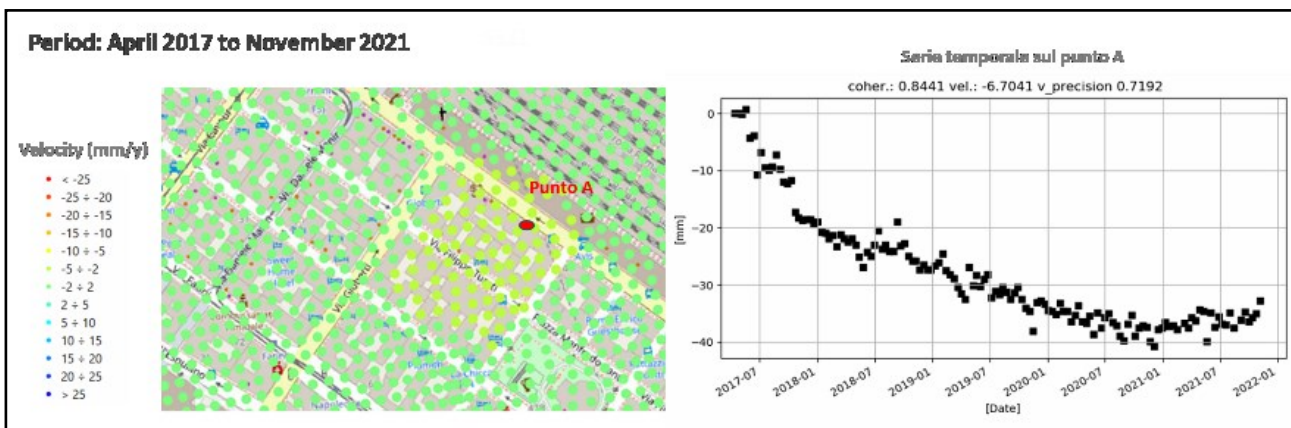 Period: April 2017 to November 2021
Velocity (mm/y)
< -25
-25 ÷ -20
-20 ÷ -15
-15 ÷ -10
-10 ÷ -5
-5 ÷ -2
-2 ÷ 2
2 ÷ 5
5 ÷ 10
10 ÷ 15
15 ÷ 20
20 ÷ 25
> 25
Punto A
Via Filippo Turati
Serie temporale sul punto A
coher.: 0.8441 vel.: -6.7041 v_precision 0.7192
0
−10
−20
−30
−40
[mm]
2017-07
2018-01
2018-07
2019-01
2019-07
2020-01
2020-07
2021-01
2021-07
2022-01
[Date]